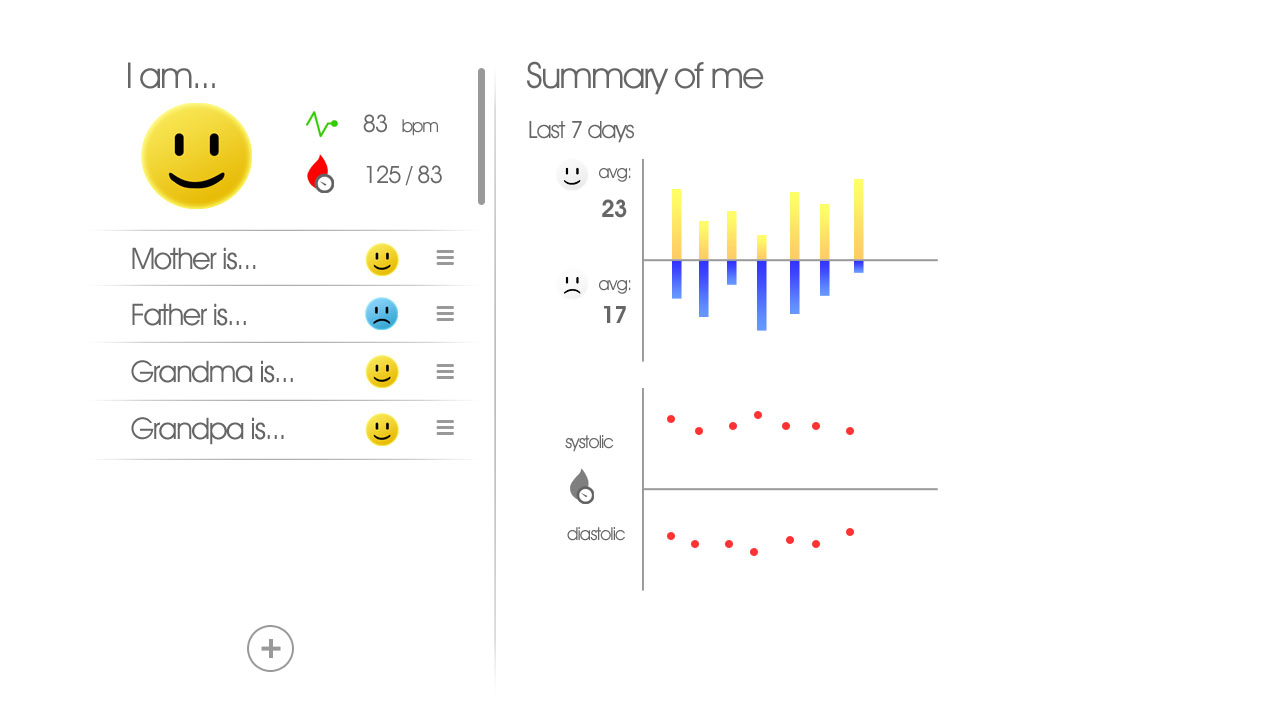 I am...
83 bpm
125 / 83
Mother is...
Father is...
Grandma is...
Grandpa is...
Summary of me
Last 7 days
avg:
23
avg:
17
systolic
diastolic